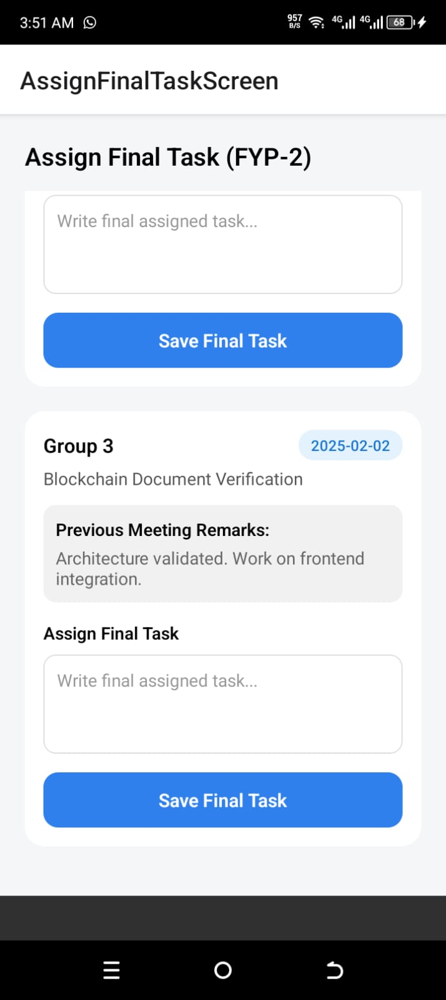 3:51 AM
957
B/S
4G
4G
68
AssignFinalTaskScreen
Assign Final Task (FYP-2)
Write final assigned task...
Save Final Task
Group 3
2025-02-02
Blockchain Document Verification
Previous Meeting Remarks:
Architecture validated. Work on frontend
integration.
Assign Final Task
Write final assigned task...
Save Final Task